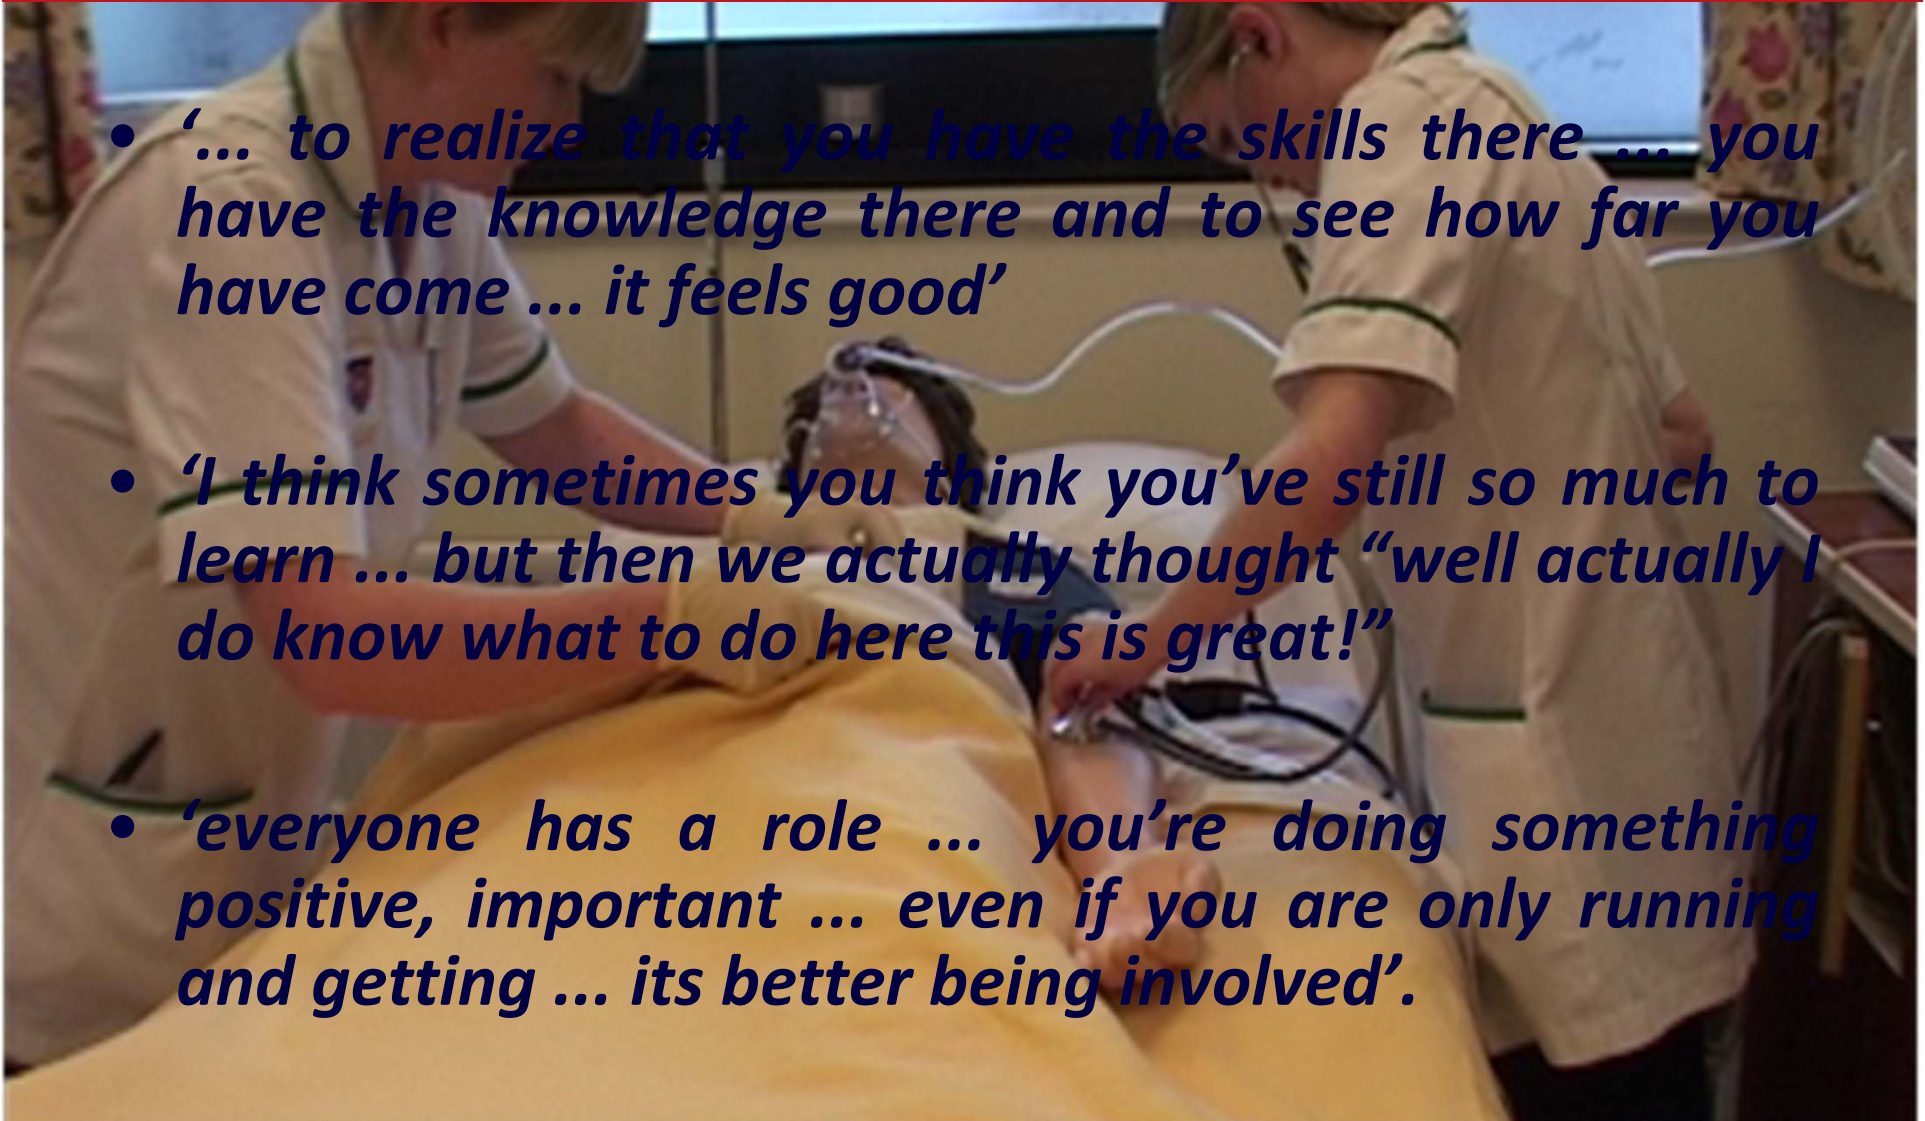 • ‘... to realize that you have the skills there ... you
have the knowledge there and to see how far you
have come ... it feels good’
• ‘I think sometimes you think you’ve still so much to
learn ... but then we actually thought “well actually I
do know what to do here this is great!”
• ‘everyone has a role ... you’re doing something
positive, important ... even if you are only running
and getting ... its better being involved’.